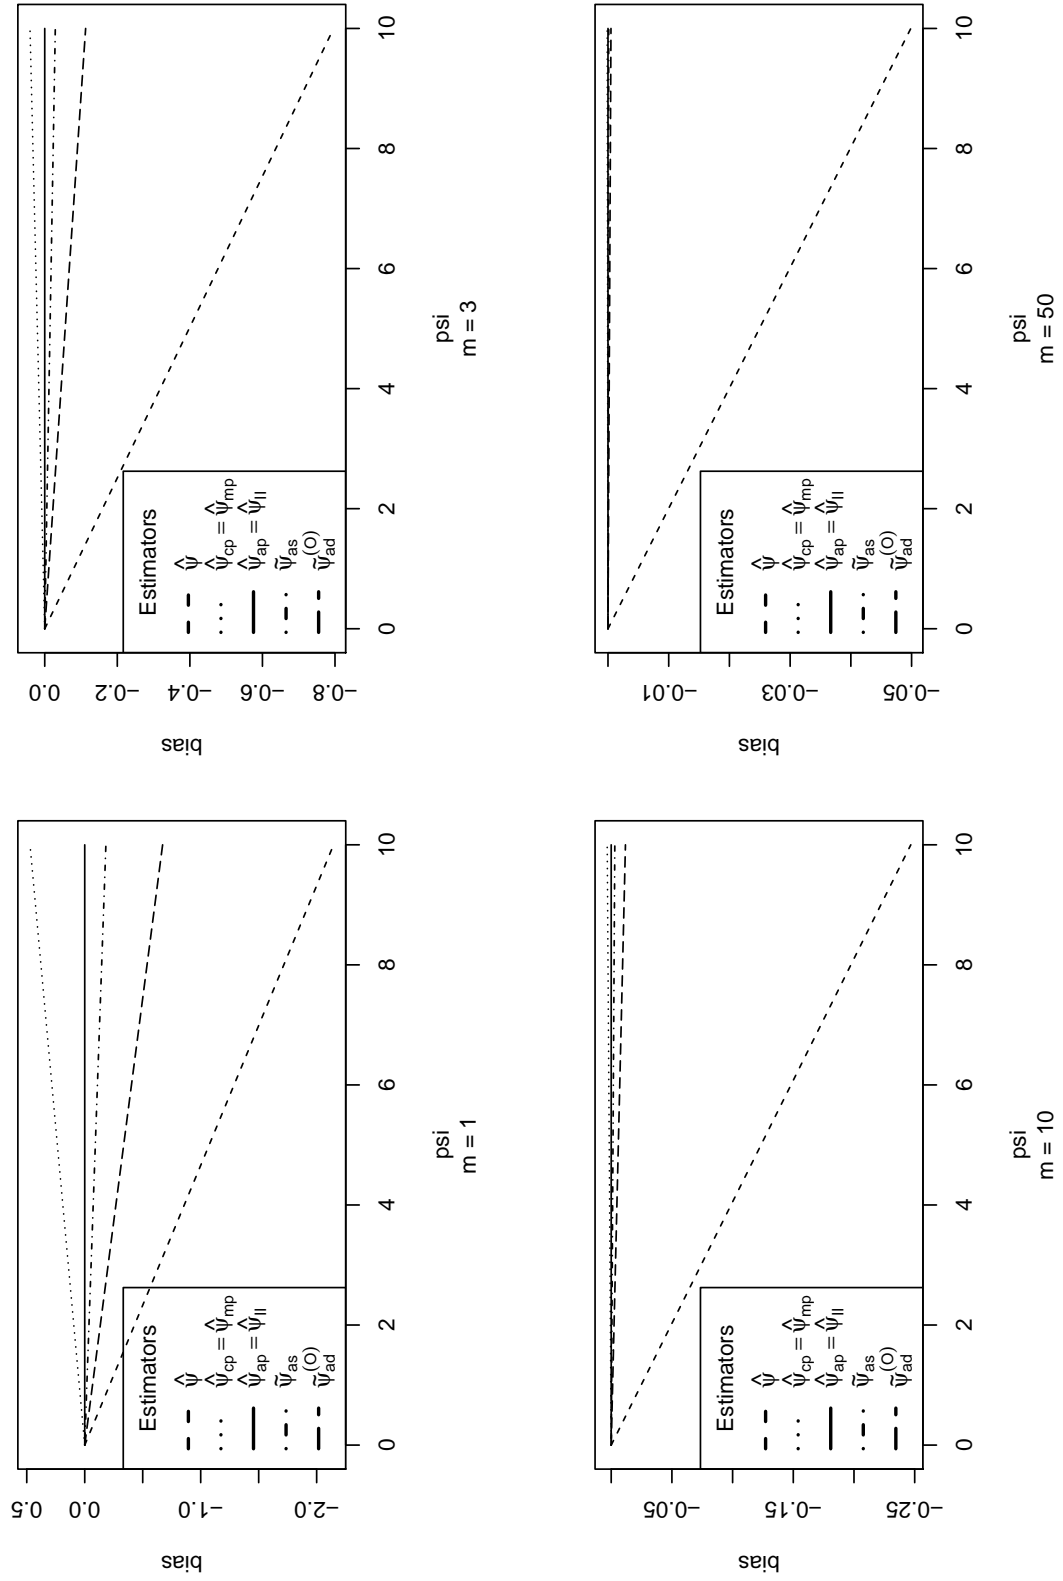 0.5
0.0
−1.0
−2.0
bias
Estimators
ψ̂
ψ̂cp = ψ̂mp
ψ̂ap = ψ̂ll
ψ̃as
ψ̃ad(O)
0 2 4 6 8 10
psi
m = 1
0.0
−0.2
−0.4
−0.6
−0.8
bias
Estimators
ψ̂
ψ̂cp = ψ̂mp
ψ̂ap = ψ̂ll
ψ̃as
ψ̃ad(O)
0 2 4 6 8 10
psi
m = 3
−0.05
−0.15
−0.25
bias
Estimators
ψ̂
ψ̂cp = ψ̂mp
ψ̂ap = ψ̂ll
ψ̃as
ψ̃ad(O)
0 2 4 6 8 10
psi
m = 10
−0.01
−0.03
−0.05
bias
Estimators
ψ̂
ψ̂cp = ψ̂mp
ψ̂ap = ψ̂ll
ψ̃as
ψ̃ad(O)
0 2 4 6 8 10
psi
m = 50